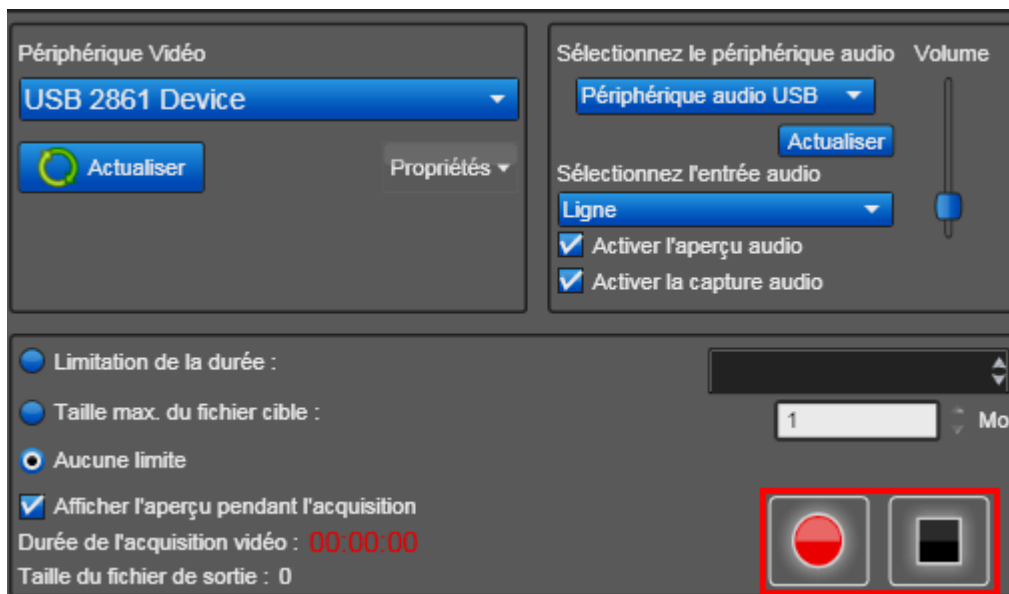 Périphérique Vidéo
USB 2861 Device
Actualiser
Propriétés
Sélectionnez le périphérique audio
Volume
Périphérique audio USB
Actualiser
Sélectionnez l'entrée audio
Ligne
Activer l'aperçu audio
Activer la capture audio
Limitation de la durée :
Taille max. du fichier cible :
1 Mo
Aucune limite
Afficher l'aperçu pendant l'acquisition
Durée de l'acquisition vidéo : 00:00:00
Taille du fichier de sortie : 0